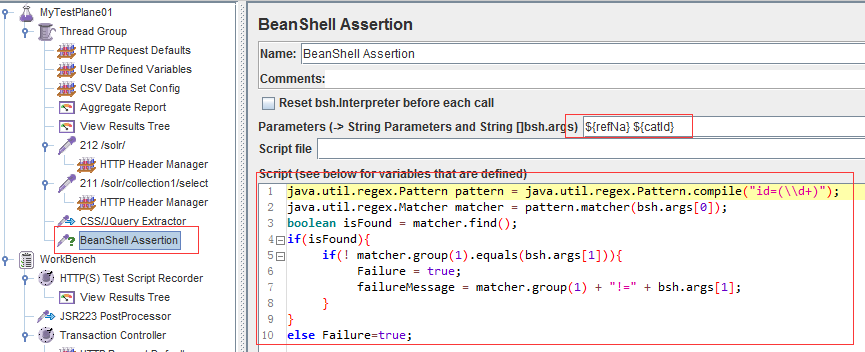 MyTestPlane01
Thread Group
HTTP Request Defaults
User Defined Variables
CSV Data Set Config
Aggregate Report
View Results Tree
212 /solr/
HTTP Header Manager
211 /solr/collection1/select
HTTP Header Manager
CSS/JQuery Extractor
BeanShell Assertion
WorkBench
HTTP(S) Test Script Recorder
View Results Tree
JSR223 PostProcessor
Transaction Controller
HTTP Request Defaults
BeanShell Assertion
Name: BeanShell Assertion
Comments:
Reset bsh.Interpreter before each call
Parameters (-> String Parameters and String []bsh.args) ${refNa} ${catId}
Script file
Script (see below for variables that are defined)
1 java.util.regex.Pattern pattern = java.util.regex.Pattern.compile("id=(\\d+)");
2 java.util.regex.Matcher matcher = pattern.matcher(bsh.args[0]);
3 boolean isFound = matcher.find();
4 if(isFound){
5 if(! matcher.group(1).equals(bsh.args[1])){
6 Failure = true;
7 failureMessage = matcher.group(1) + "!=" + bsh.args[1];
8 }
9 }
10 else Failure=true;